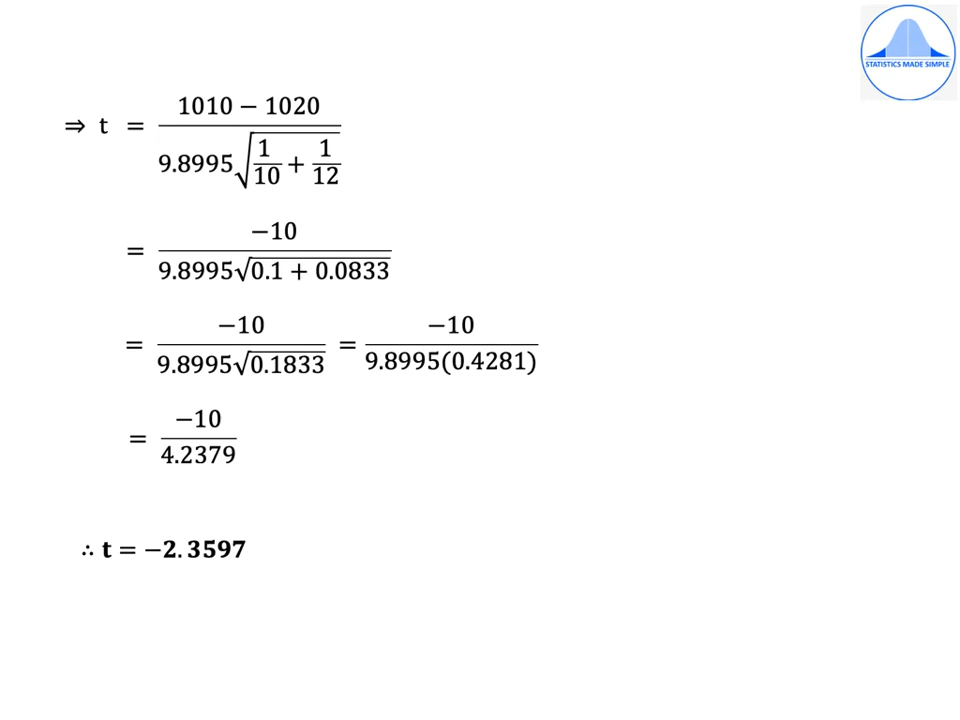 STATISTICS MADE SIMPLE
⇒ t = (1010 − 1020) / (9.8995√(1/10 + 1/12))
= −10 / (9.8995√(0.1 + 0.0833))
= −10 / (9.8995√0.1833) = −10 / (9.8995(0.4281))
= −10 / 4.2379
∴ t = −2.3597